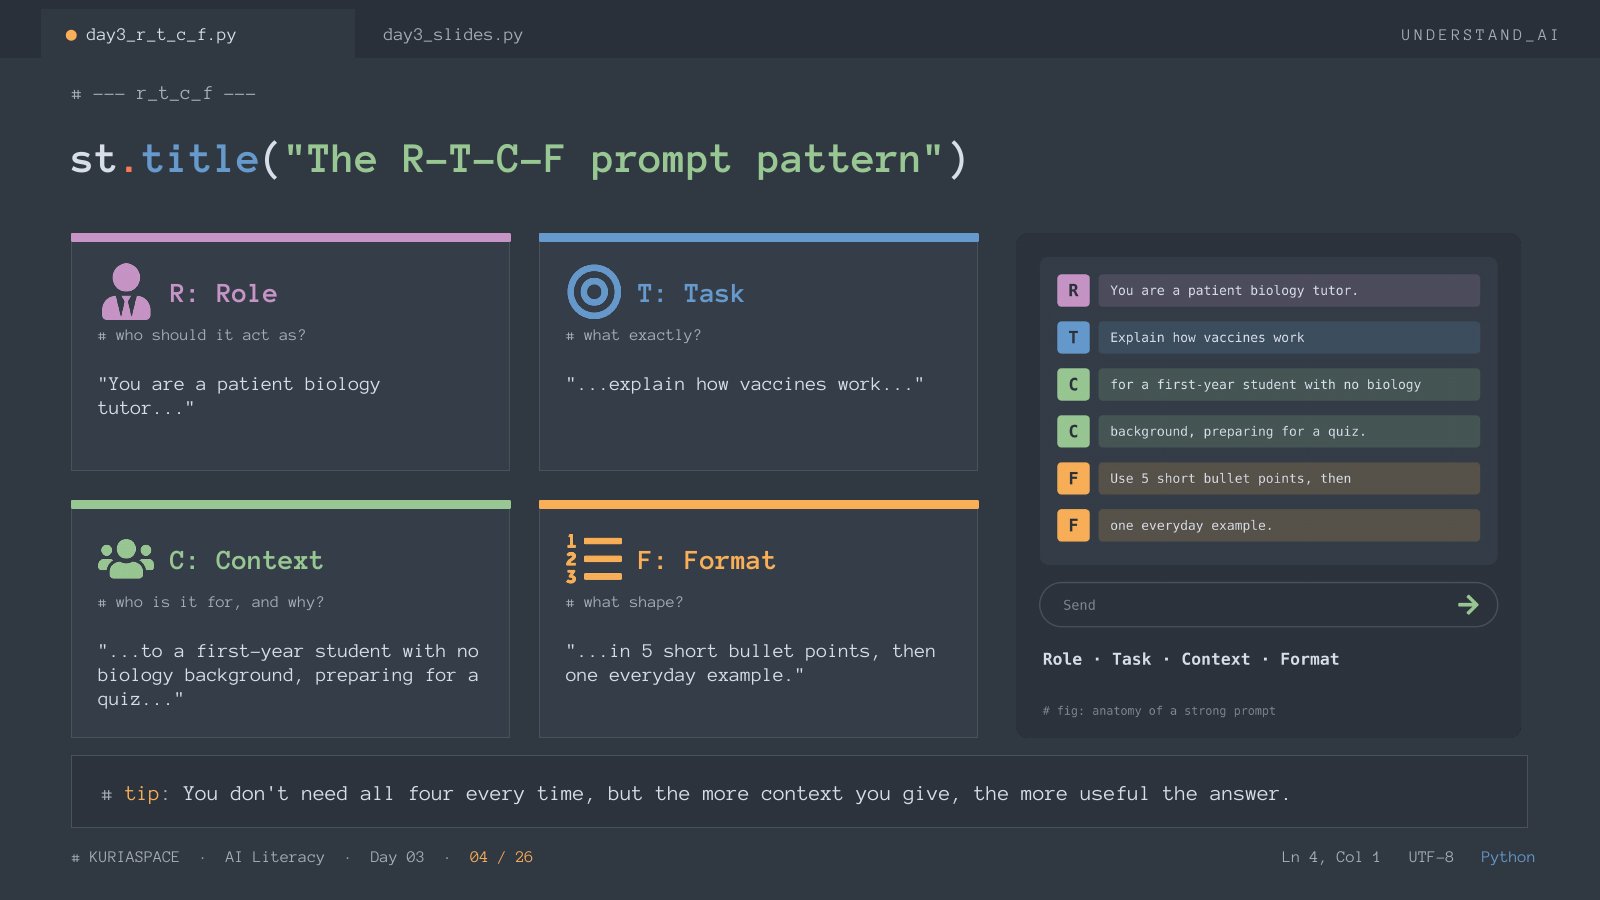 day3_r_t_c_f.py
day3_slides.py
UNDERSTAND_AI
# --- r_t_c_f ---
st.title("The R-T-C-F prompt pattern")
R: Role
# who should it act as?
"You are a patient biology
tutor..."
T: Task
# what exactly?
"...explain how vaccines work..."
C: Context
# who is it for, and why?
"...to a first-year student with no
biology background, preparing for a
quiz..."
1
2
3
F: Format
# what shape?
"...in 5 short bullet points, then
one everyday example."
R You are a patient biology tutor.
T Explain how vaccines work
C for a first-year student with no biology
C background, preparing for a quiz.
F Use 5 short bullet points, then
F one everyday example.
Send
Role · Task · Context · Format
# fig: anatomy of a strong prompt
# tip: You don't need all four every time, but the more context you give, the more useful the answer.
# KURIASPACE · AI Literacy · Day 03 · 04 / 26
Ln 4, Col 1 UTF-8 Python